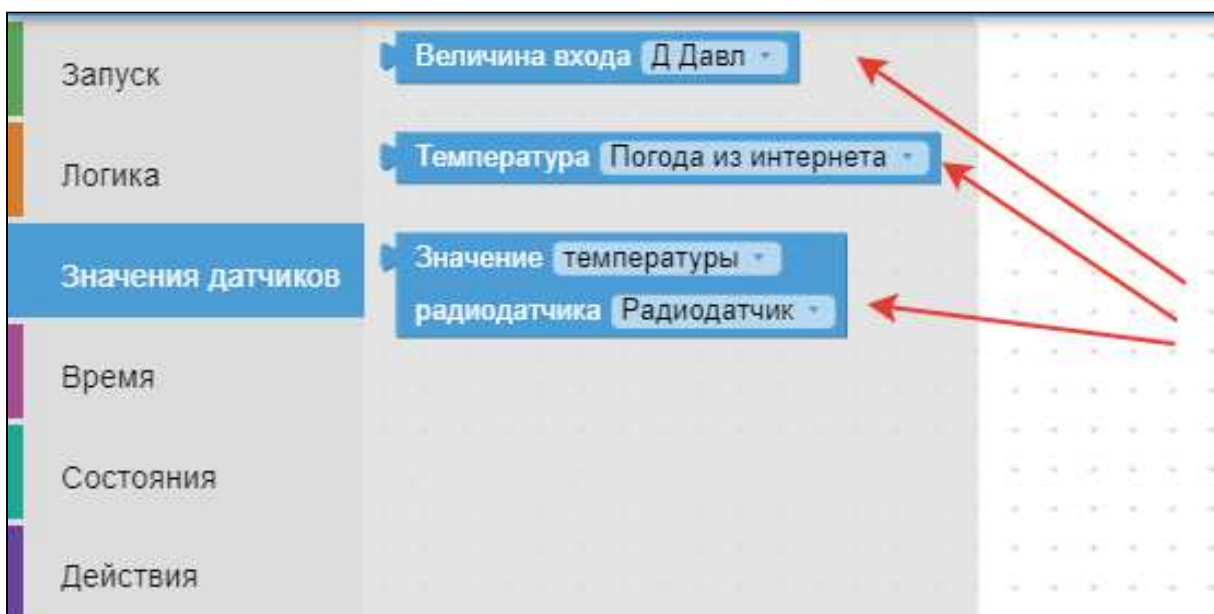 Запуск
Логика
Значения датчиков
Время
Состояния
Действия
Величина входа Д Давл
Температура Погода из интернета
Значение температуры
радиодатчика Радиодатчик